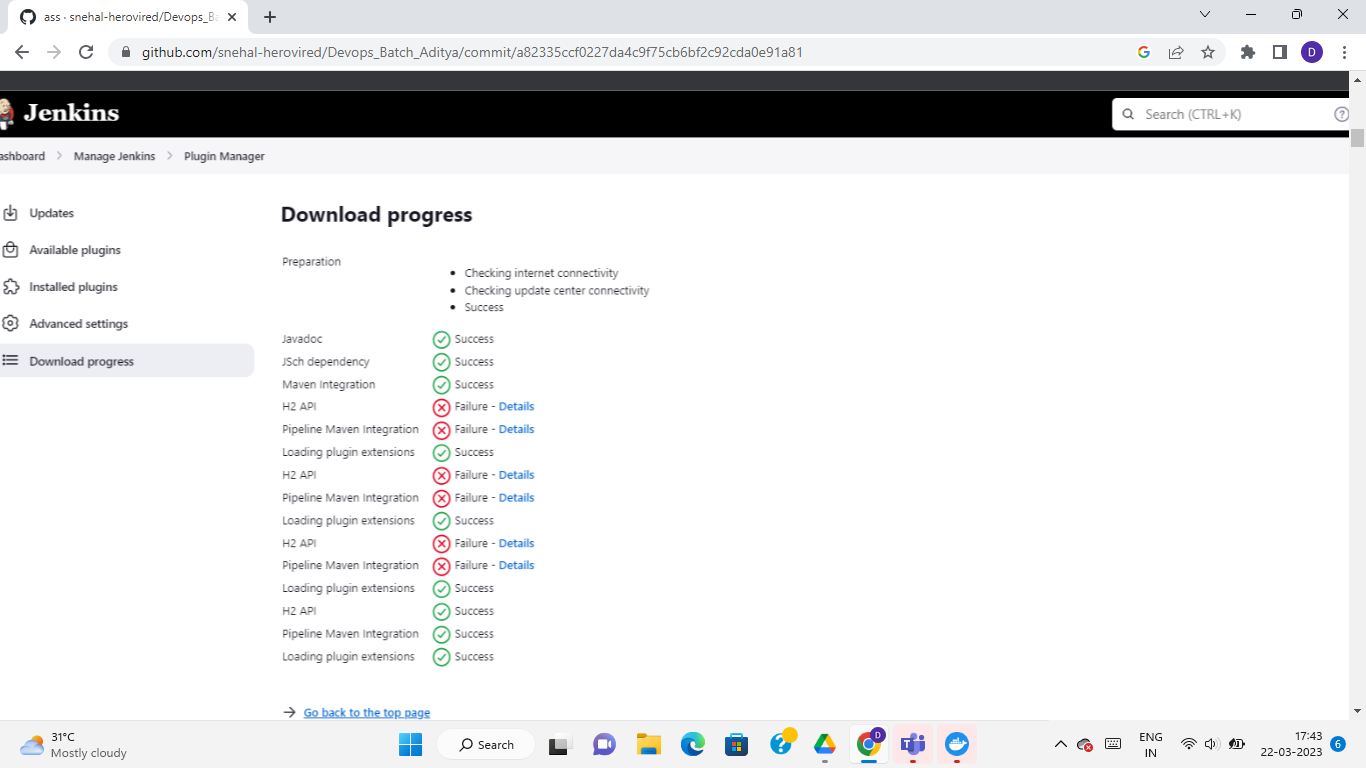 ass · snehal-herovired/Devops_Ba
github.com/snehal-herovired/Devops_Batch_Aditya/commit/a82335ccf0227da4c9f75cb6bf2c92cda0e91a81
D
Jenkins
Search (CTRL+K)
ashboard > Manage Jenkins > Plugin Manager
Updates
Available plugins
Installed plugins
Advanced settings
Download progress
Download progress
Preparation
• Checking internet connectivity
• Checking update center connectivity
• Success
Javadoc Success
JSch dependency Success
Maven Integration Success
H2 API Failure - Details
Pipeline Maven Integration Failure - Details
Loading plugin extensions Success
H2 API Failure - Details
Pipeline Maven Integration Failure - Details
Loading plugin extensions Success
H2 API Failure - Details
Pipeline Maven Integration Failure - Details
Loading plugin extensions Success
H2 API Success
Pipeline Maven Integration Success
Loading plugin extensions Success
→ Go back to the top page
31°C
Mostly cloudy
Search
D
ENG
IN
17:43
22-03-2023
6